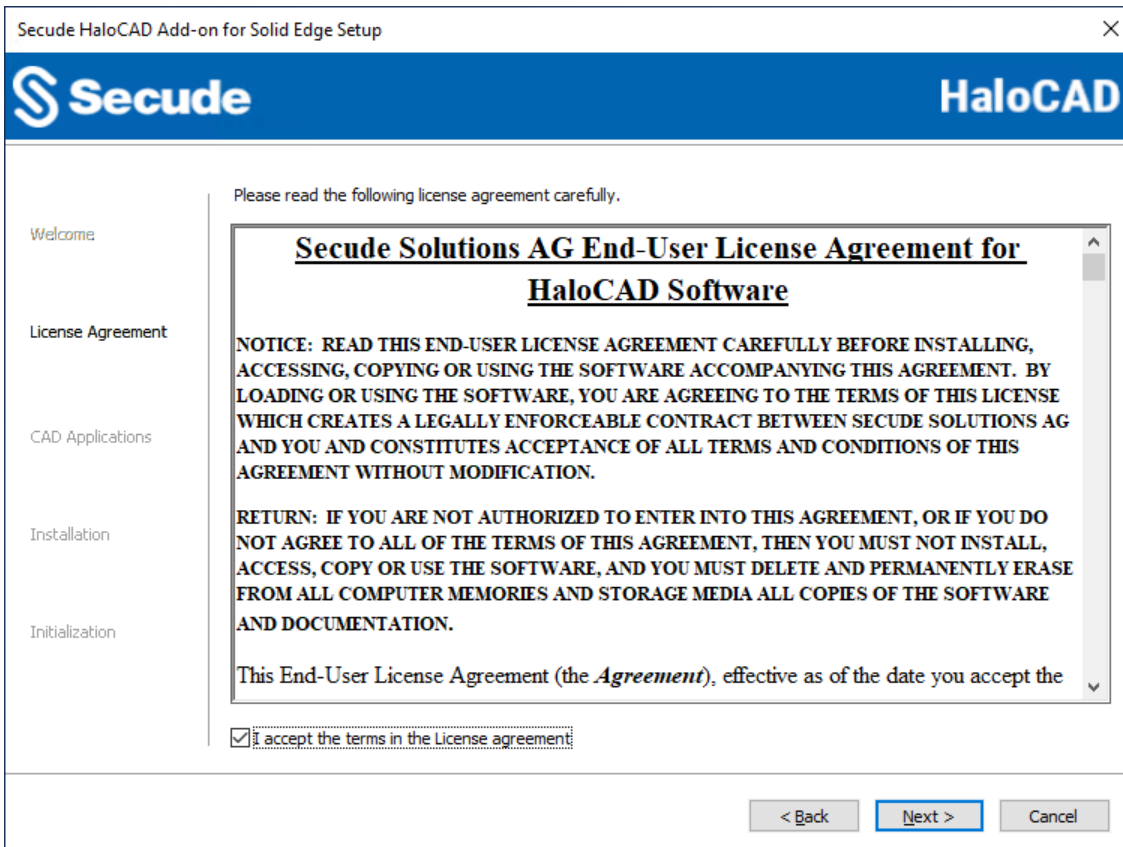 Secude HaloCAD Add-on for Solid Edge Setup
Secude
HaloCAD
Please read the following license agreement carefully.
Welcome
License Agreement
CAD Applications
Installation
Initialization
Secude Solutions AG End-User License Agreement for
HaloCAD Software
NOTICE: READ THIS END-USER LICENSE AGREEMENT CAREFULLY BEFORE INSTALLING,
ACCESSING, COPYING OR USING THE SOFTWARE ACCOMPANYING THIS AGREEMENT. BY
LOADING OR USING THE SOFTWARE, YOU ARE AGREEING TO THE TERMS OF THIS LICENSE
WHICH CREATES A LEGALLY ENFORCEABLE CONTRACT BETWEEN SECUDE SOLUTIONS AG
AND YOU AND CONSTITUTES ACCEPTANCE OF ALL TERMS AND CONDITIONS OF THIS
AGREEMENT WITHOUT MODIFICATION.
RETURN: IF YOU ARE NOT AUTHORIZED TO ENTER INTO THIS AGREEMENT, OR IF YOU DO
NOT AGREE TO ALL OF THE TERMS OF THIS AGREEMENT, THEN YOU MUST NOT INSTALL,
ACCESS, COPY OR USE THE SOFTWARE, AND YOU MUST DELETE AND PERMANENTLY ERASE
FROM ALL COMPUTER MEMORIES AND STORAGE MEDIA ALL COPIES OF THE SOFTWARE
AND DOCUMENTATION.
This End-User License Agreement (the Agreement), effective as of the date you accept the
I accept the terms in the License agreement
< Back
Next >
Cancel